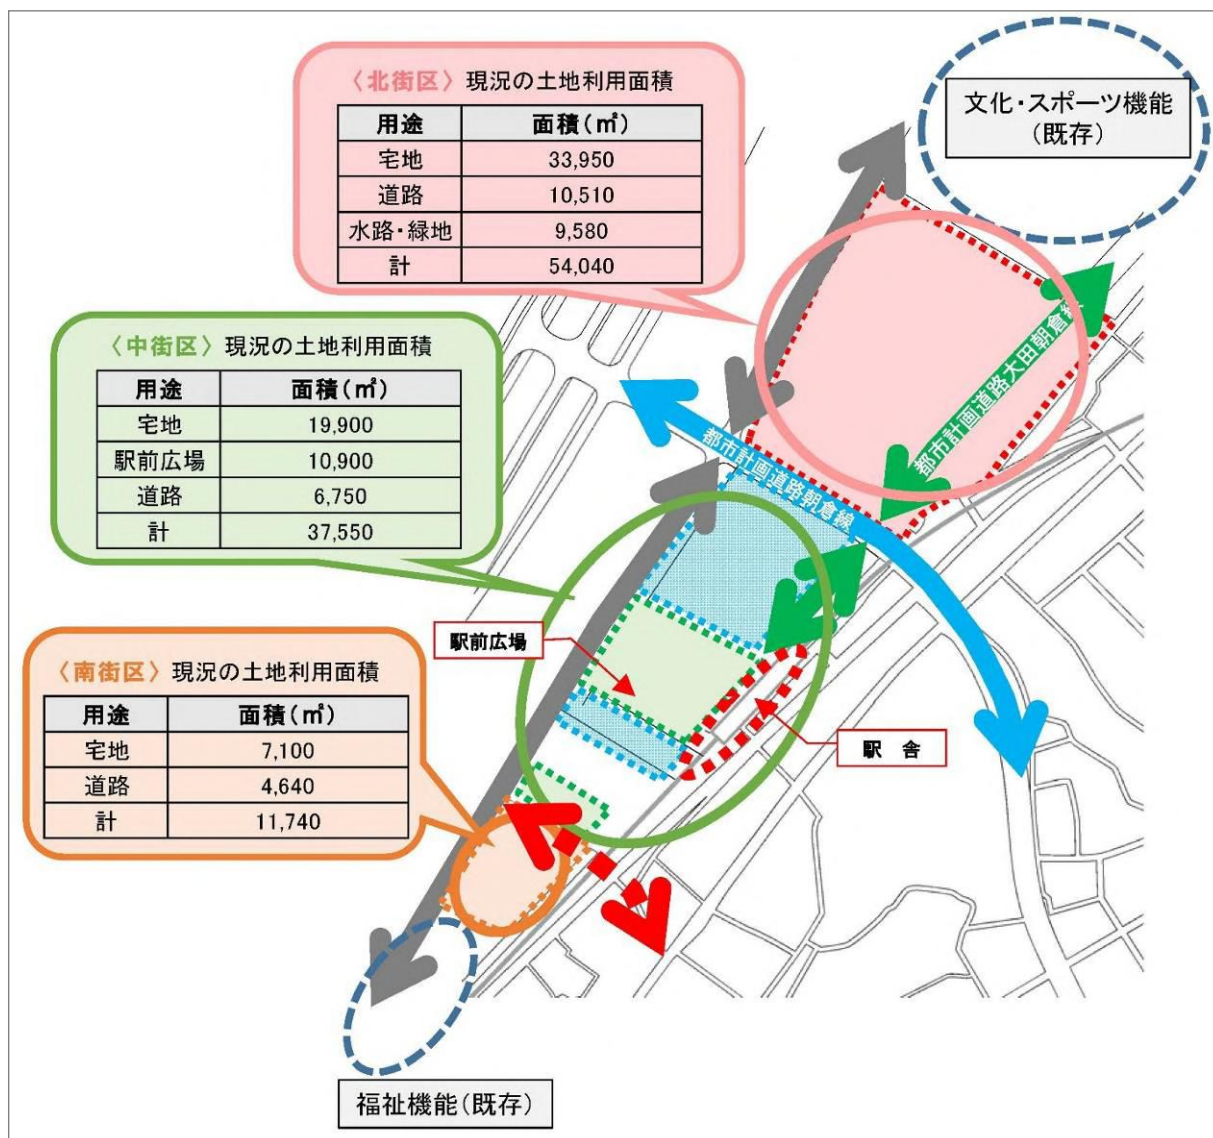 〈北街区〉現況の土地利用面積
用途 面積(㎡)
宅地 33,950
道路 10,510
水路・緑地 9,580
計 54,040
文化・スポーツ機能
(既存)
〈中街区〉現況の土地利用面積
用途 面積(㎡)
宅地 19,900
駅前広場 10,900
道路 6,750
計 37,550
都市計画道路大田朝倉線
都市計画道路朝倉線
駅前広場
駅 舎
〈南街区〉現況の土地利用面積
用途 面積(㎡)
宅地 7,100
道路 4,640
計 11,740
福祉機能(既存)